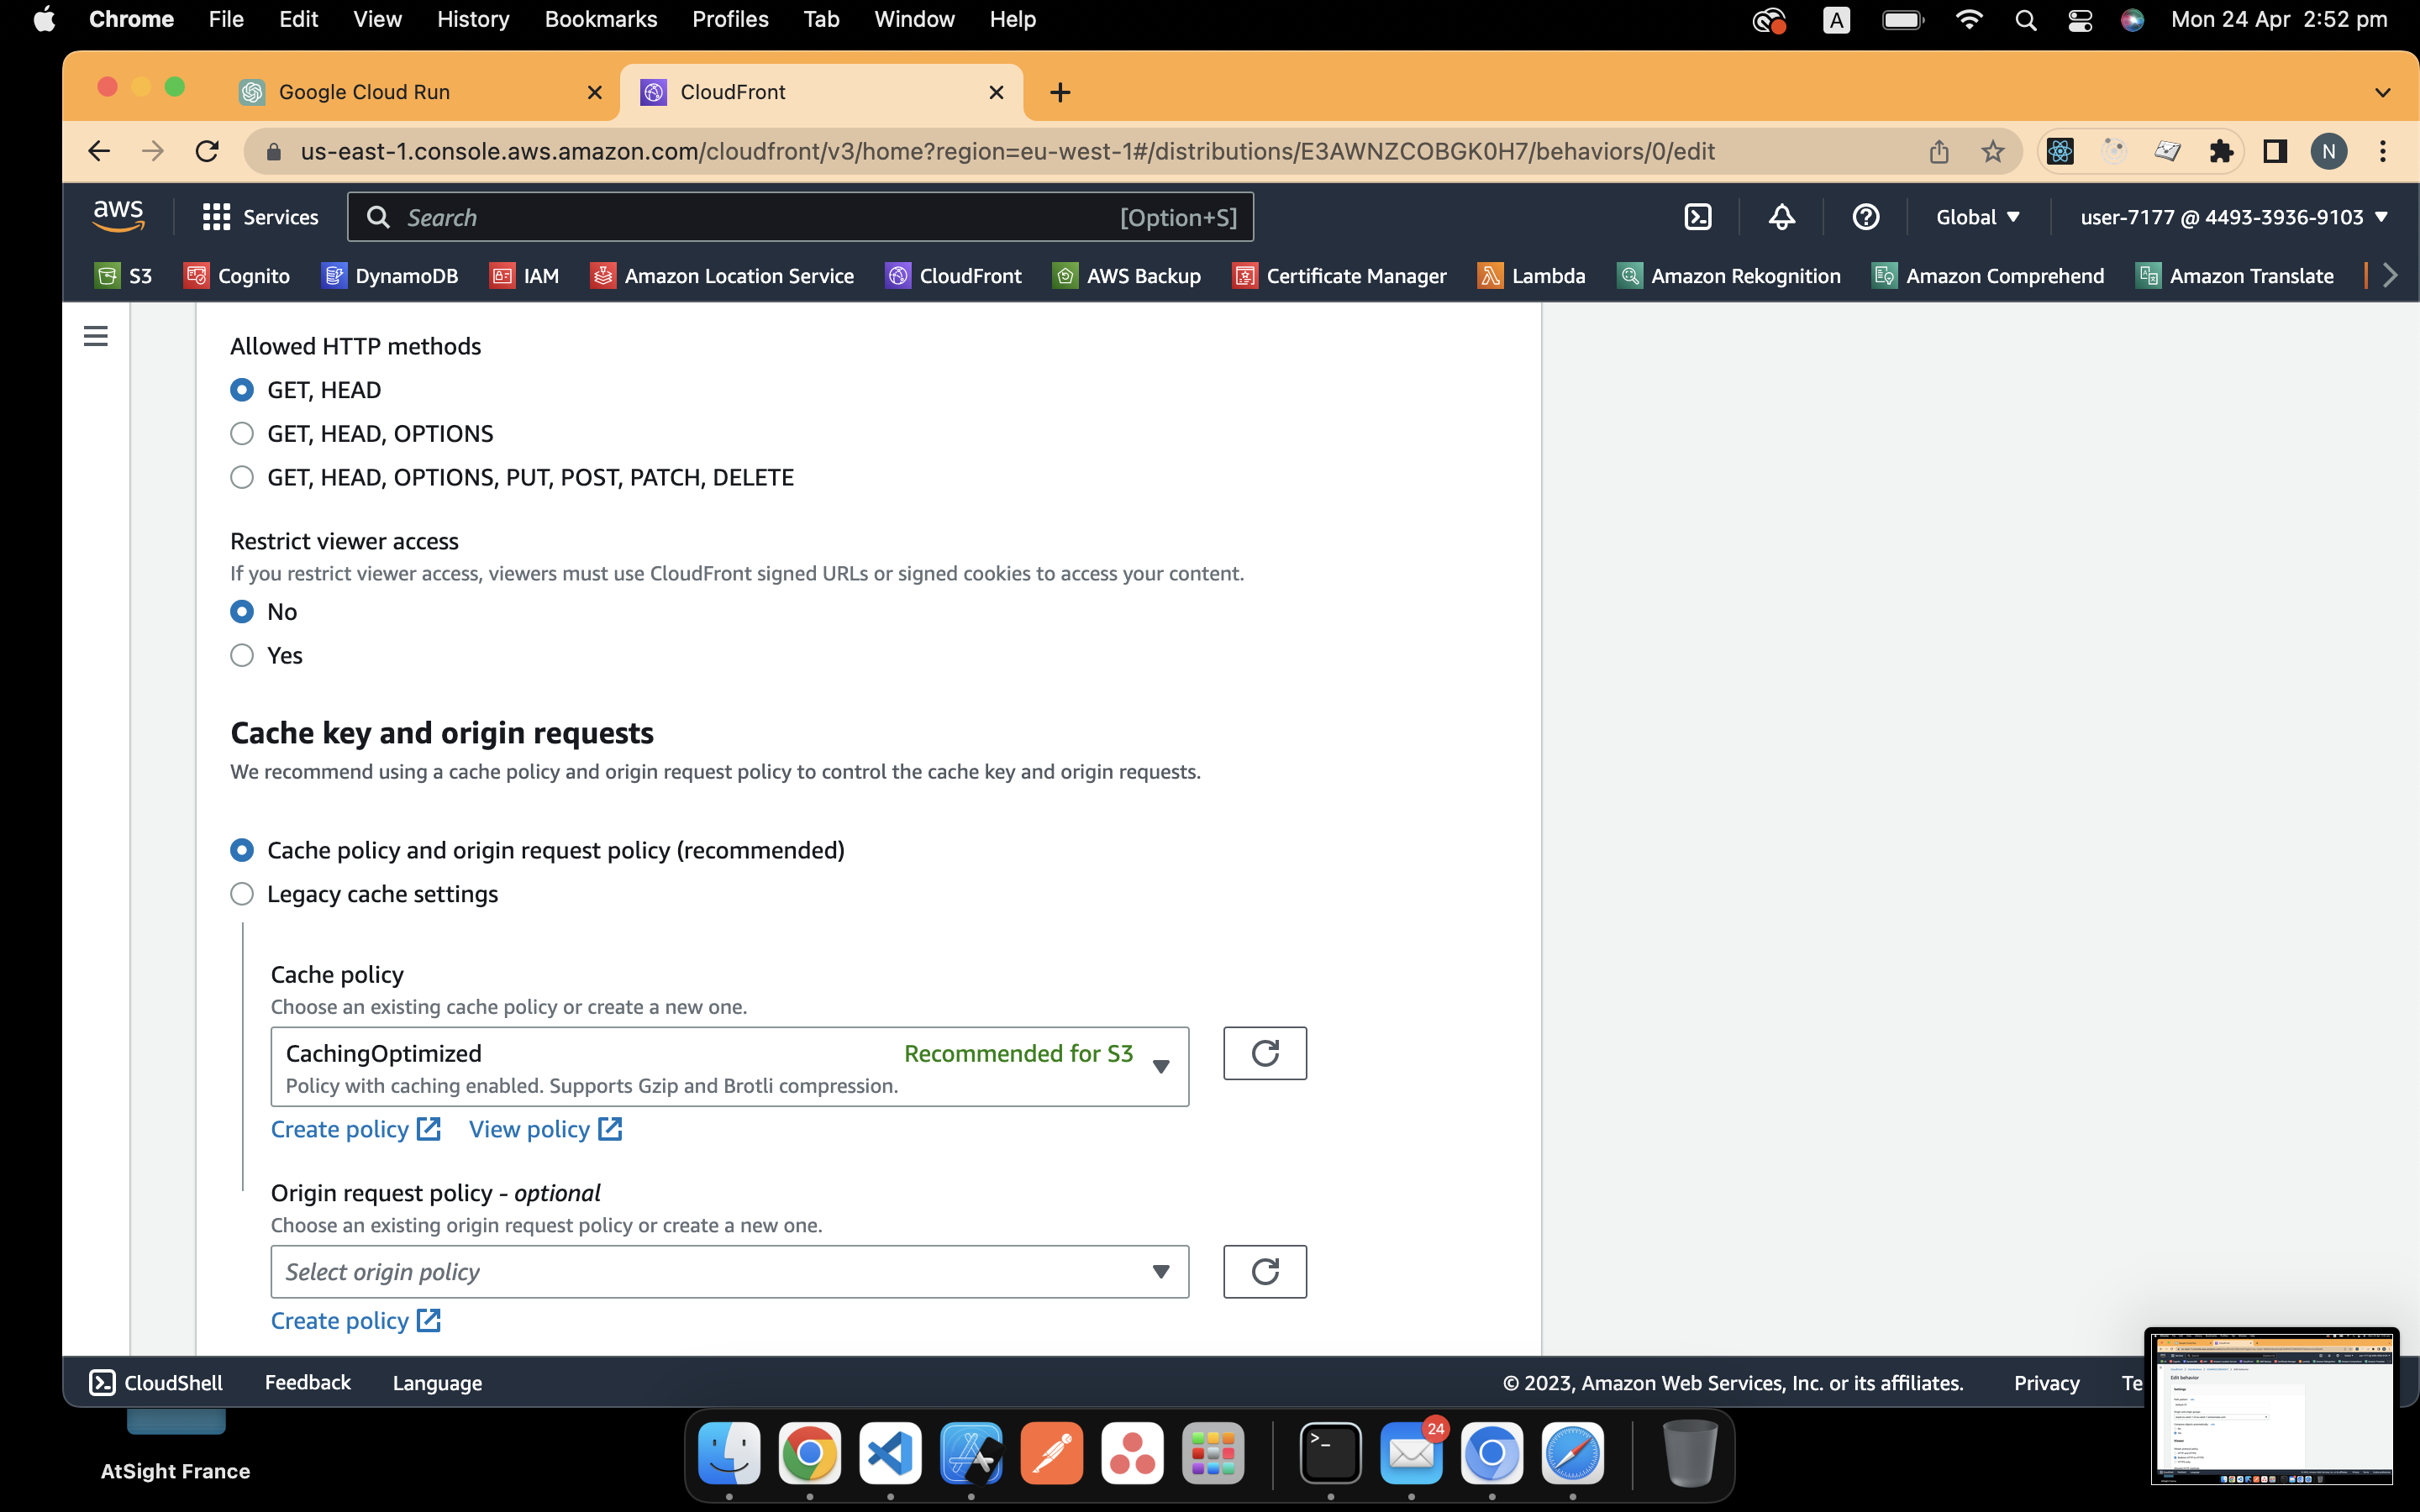 Chrome File Edit View History Bookmarks Profiles Tab Window Help A Mon 24 Apr 2:52 pm
Google Cloud Run
CloudFront
us-east-1.console.aws.amazon.com/cloudfront/v3/home?region=eu-west-1#/distributions/E3AWNZCOBGK0H7/behaviors/0/edit
N
aws Services Search [Option+S] Global user-7177 @ 4493-3936-9103
S3 Cognito DynamoDB IAM Amazon Location Service CloudFront AWS Backup Certificate Manager Lambda Amazon Rekognition Amazon Comprehend Amazon Translate
Allowed HTTP methods
GET, HEAD
GET, HEAD, OPTIONS
GET, HEAD, OPTIONS, PUT, POST, PATCH, DELETE
Restrict viewer access
If you restrict viewer access, viewers must use CloudFront signed URLs or signed cookies to access your content.
No
Yes
Cache key and origin requests
We recommend using a cache policy and origin request policy to control the cache key and origin requests.
Cache policy and origin request policy (recommended)
Legacy cache settings
Cache policy
Choose an existing cache policy or create a new one.
CachingOptimized Recommended for S3
Policy with caching enabled. Supports Gzip and Brotli compression.
Create policy View policy
Origin request policy - optional
Choose an existing origin request policy or create a new one.
Select origin policy
Create policy
CloudShell Feedback Language © 2023, Amazon Web Services, Inc. or its affiliates. Privacy Te
24
AtSight France